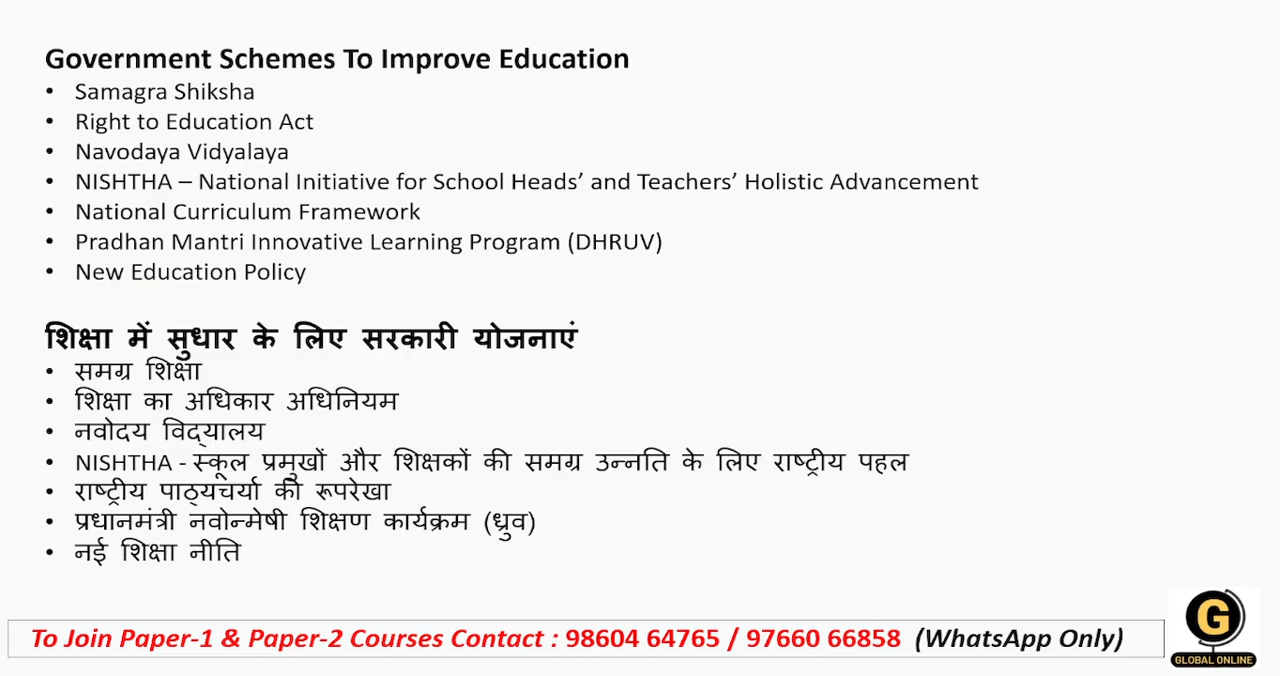 Government Schemes To Improve Education
• Samagra Shiksha
• Right to Education Act
• Navodaya Vidyalaya
• NISHTHA – National Initiative for School Heads’ and Teachers’ Holistic Advancement
• National Curriculum Framework
• Pradhan Mantri Innovative Learning Program (DHRUV)
• New Education Policy
शिक्षा में सुधार के लिए सरकारी योजनाएं
• समग्र शिक्षा
• शिक्षा का अधिकार अधिनियम
• नवोदय विद्यालय
• NISHTHA - स्कूल प्रमुखों और शिक्षकों की समग्र उन्नति के लिए राष्ट्रीय पहल
• राष्ट्रीय पाठ्यचर्या की रूपरेखा
• प्रधानमंत्री नवोन्मेषी शिक्षण कार्यक्रम (ध्रुव)
• नई शिक्षा नीति
To Join Paper-1 & Paper-2 Courses Contact : 98604 64765 / 97660 66858 (WhatsApp Only)
G
GLOBAL ONLINE